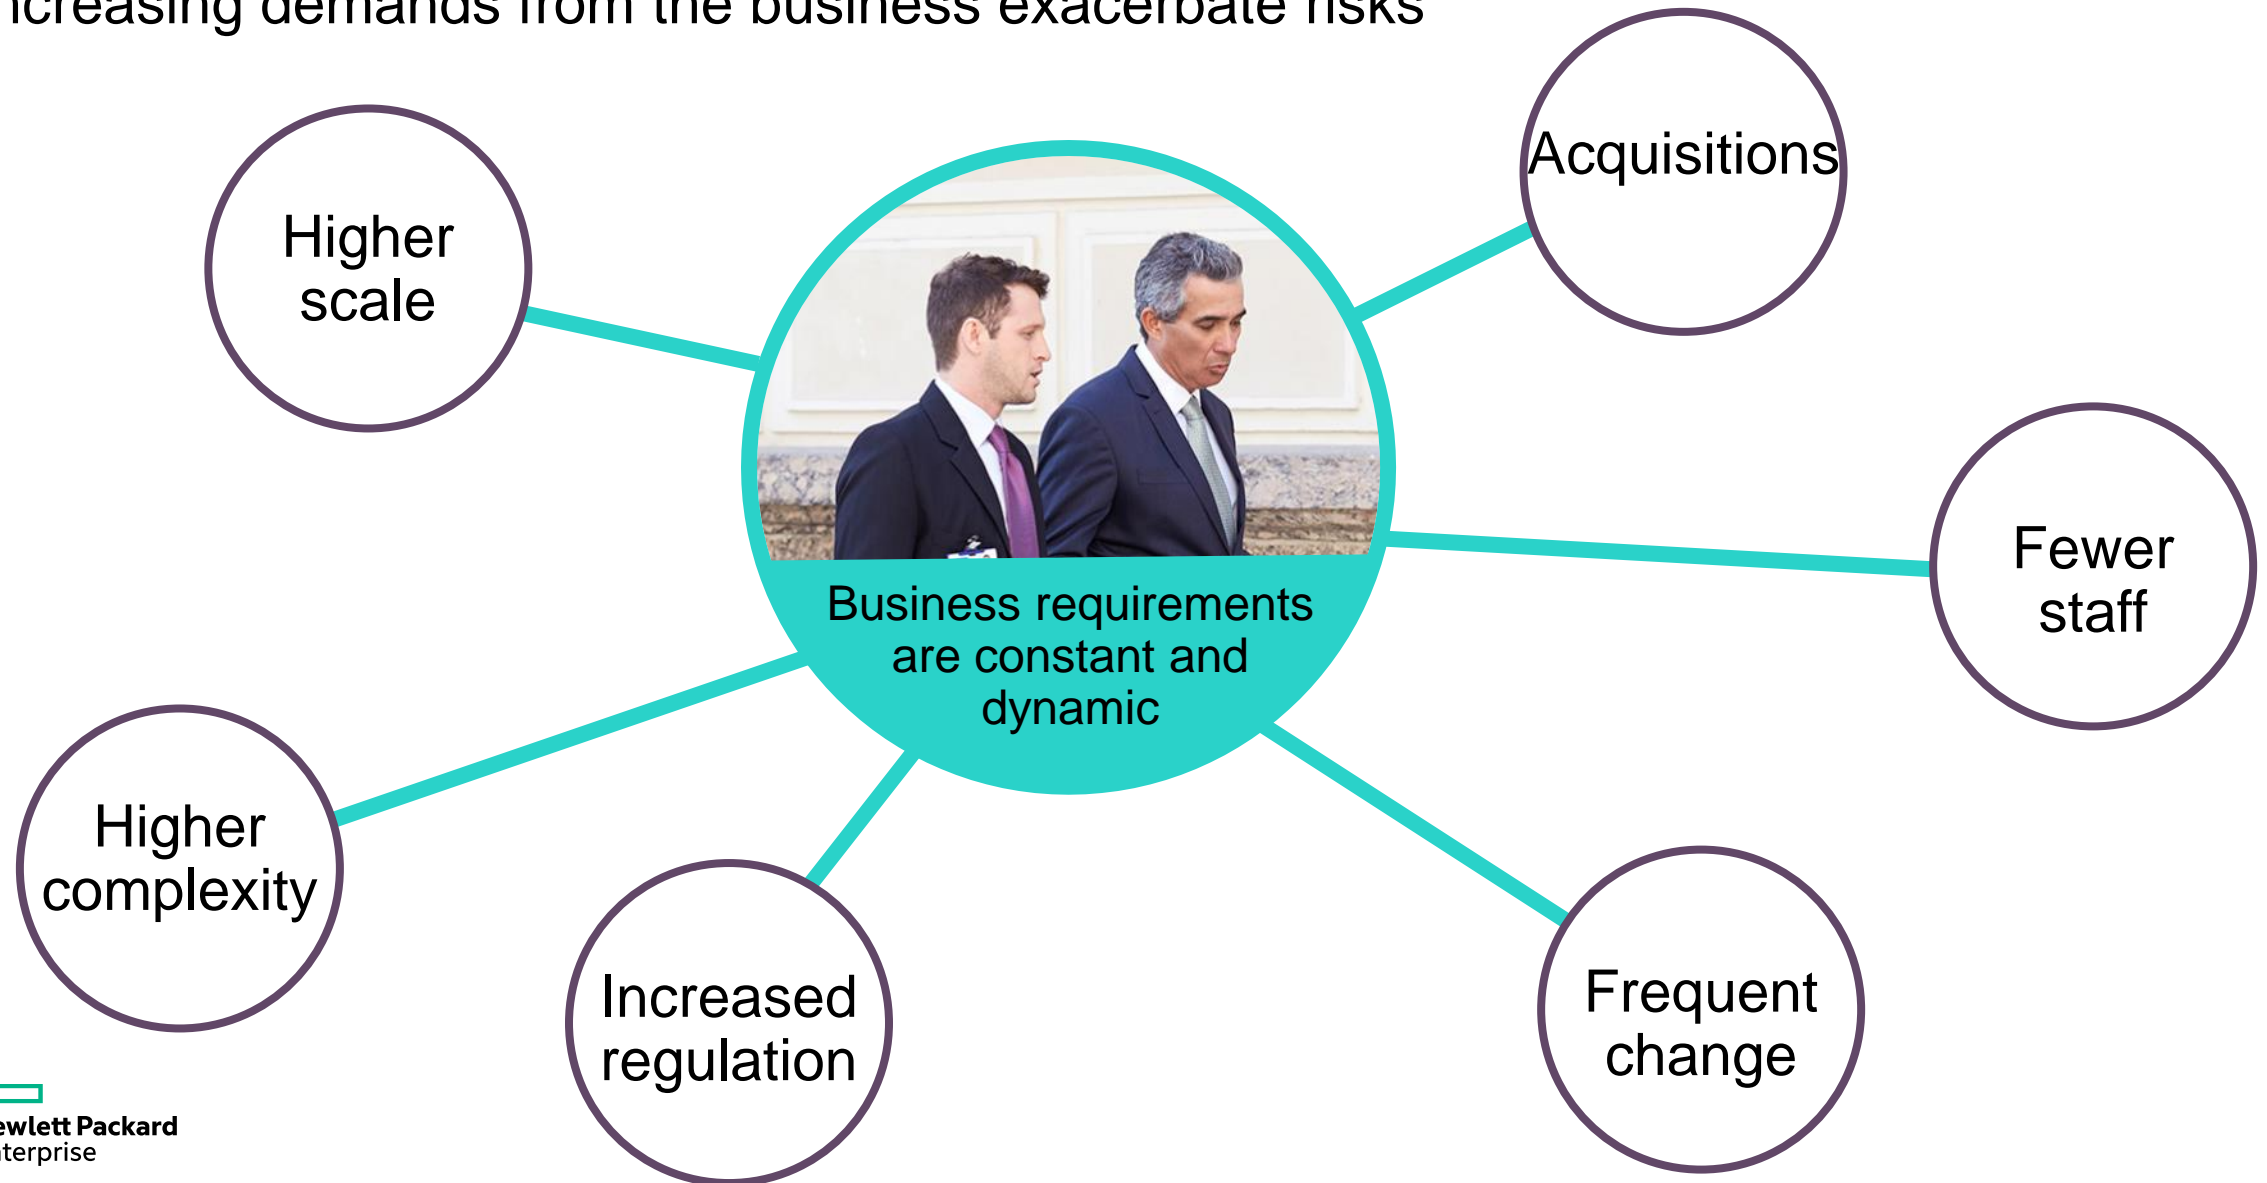 ncreasing demands from the business exacerbate risks
Acquisitions
Higher
scale
Fewer
staff
Business requirements
are constant and
dynamic
Higher
complexity
Increased
regulation
Frequent
change
ewlett Packard
terprise